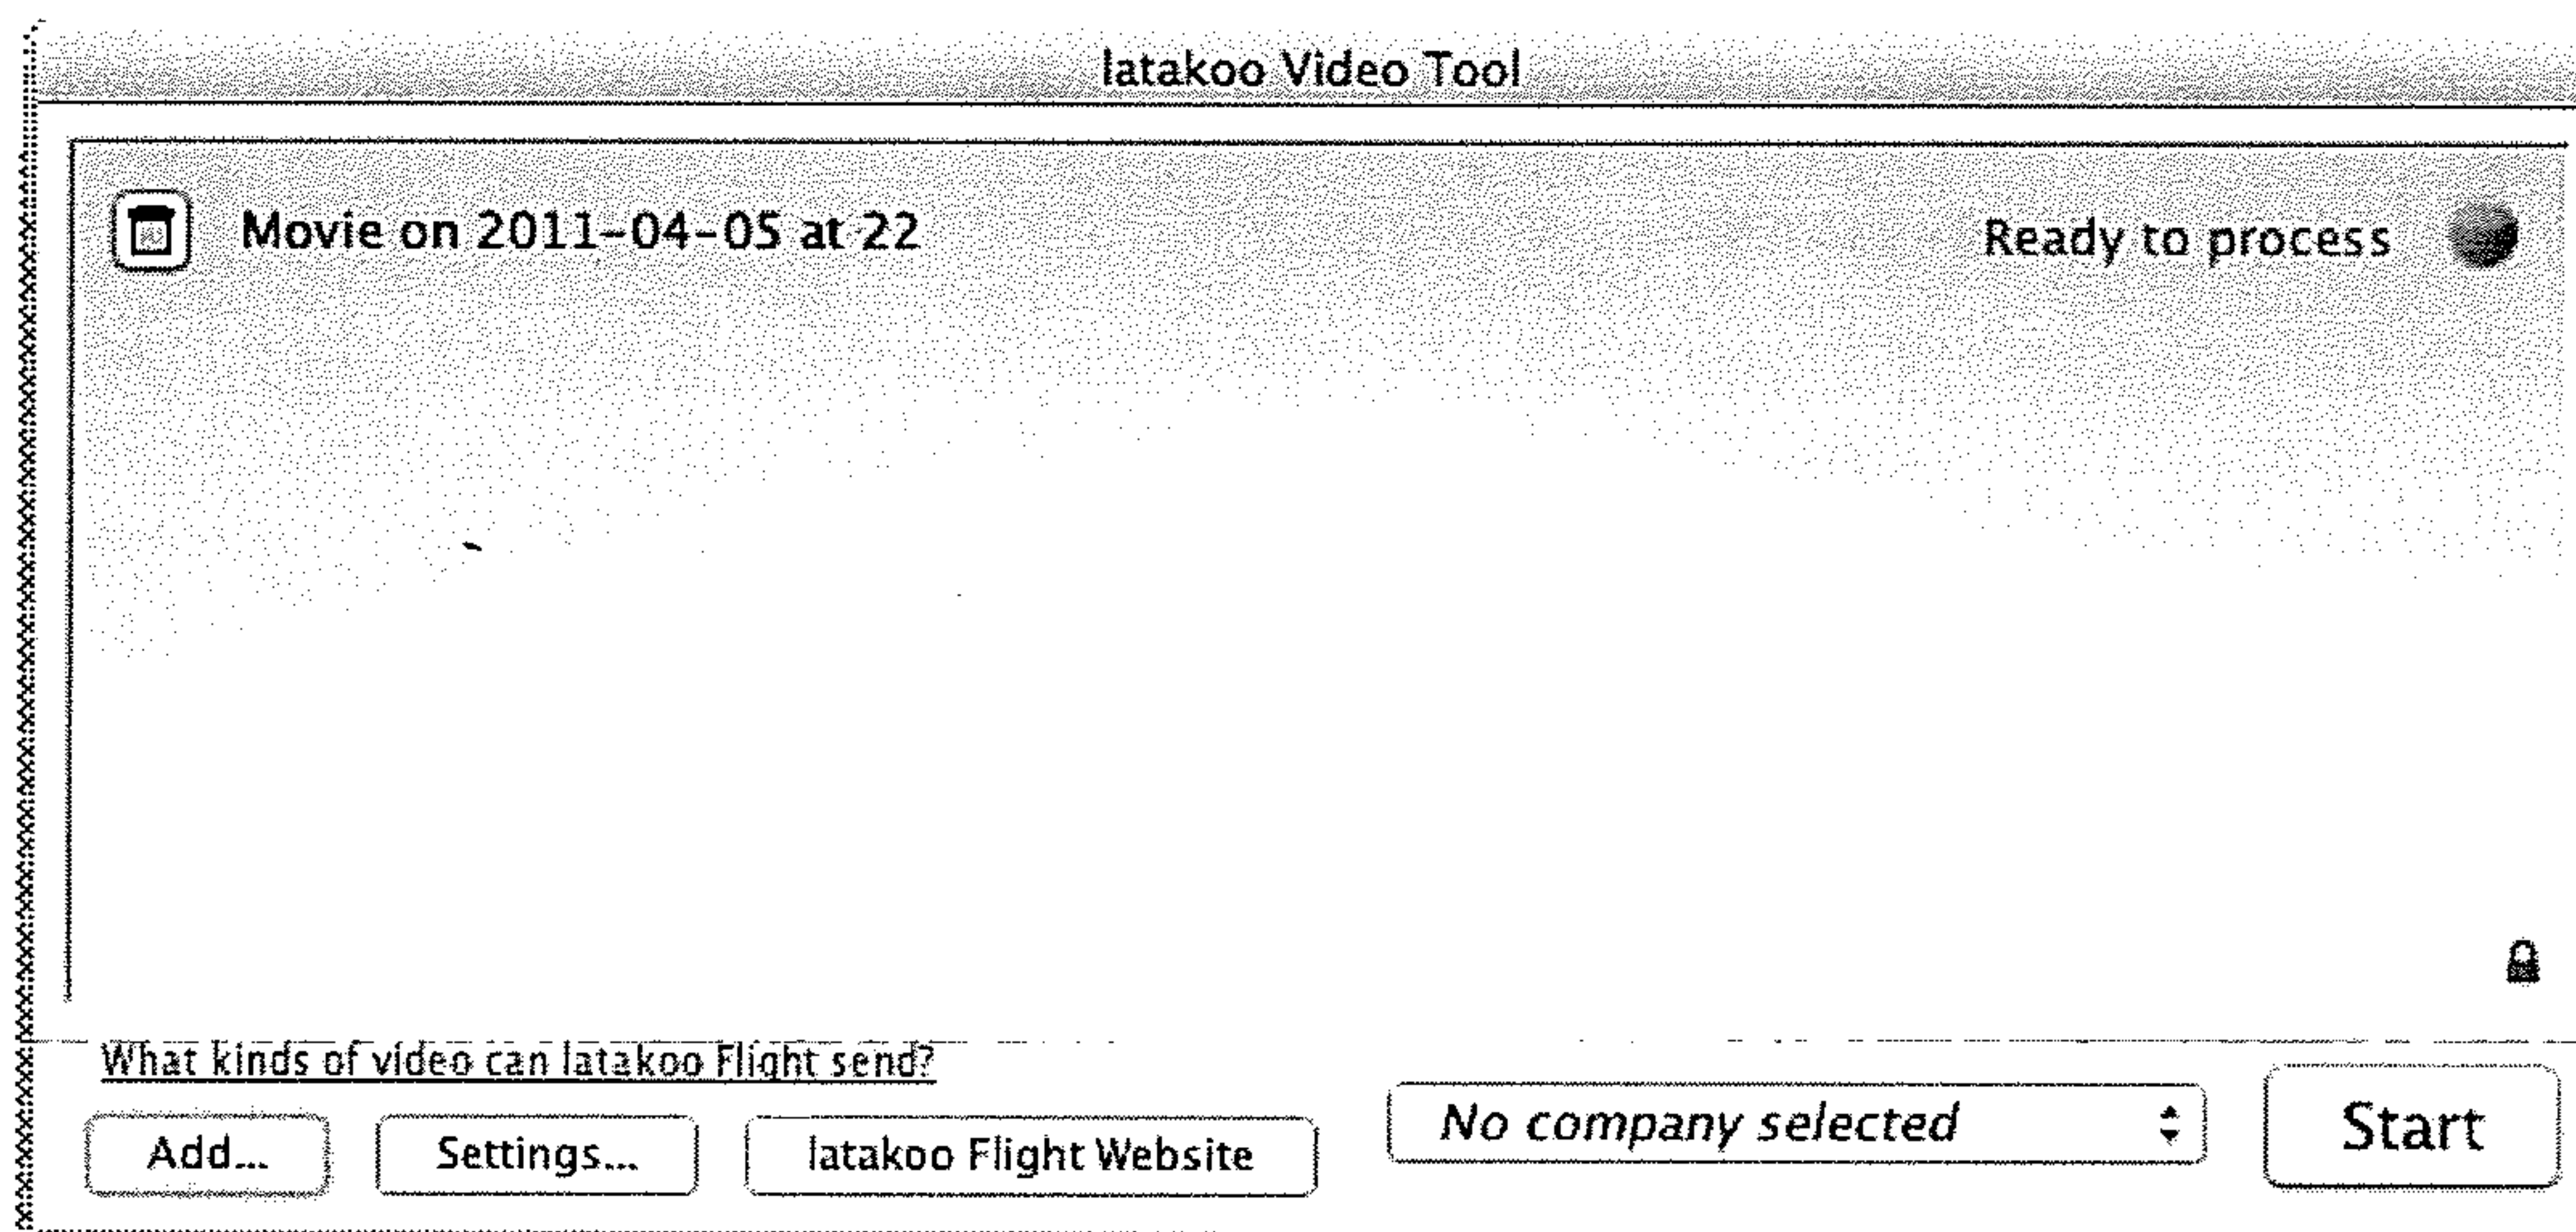 latakoo Video Tool
Movie on 2011-04-05 at 22
Ready to process
What kinds of video can latakoo Flight send?
Add...
Settings...
latakoo Flight Website
No company selected
Start